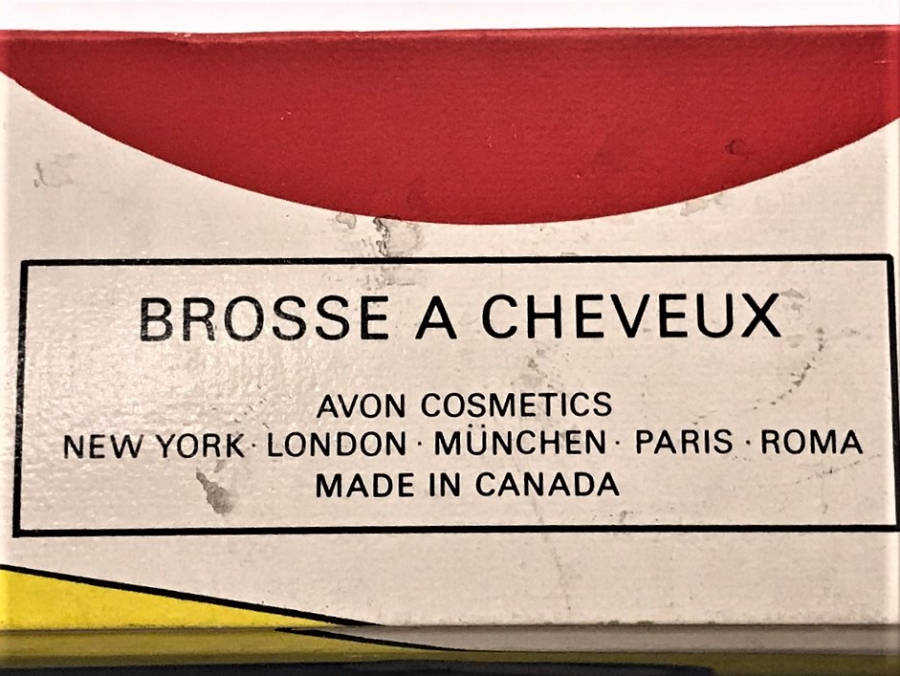 BROSSE A CHEVEUX
AVON COSMETICS
NEW YORK · LONDON · MÜNCHEN · PARIS · ROMA
MADE IN CANADA